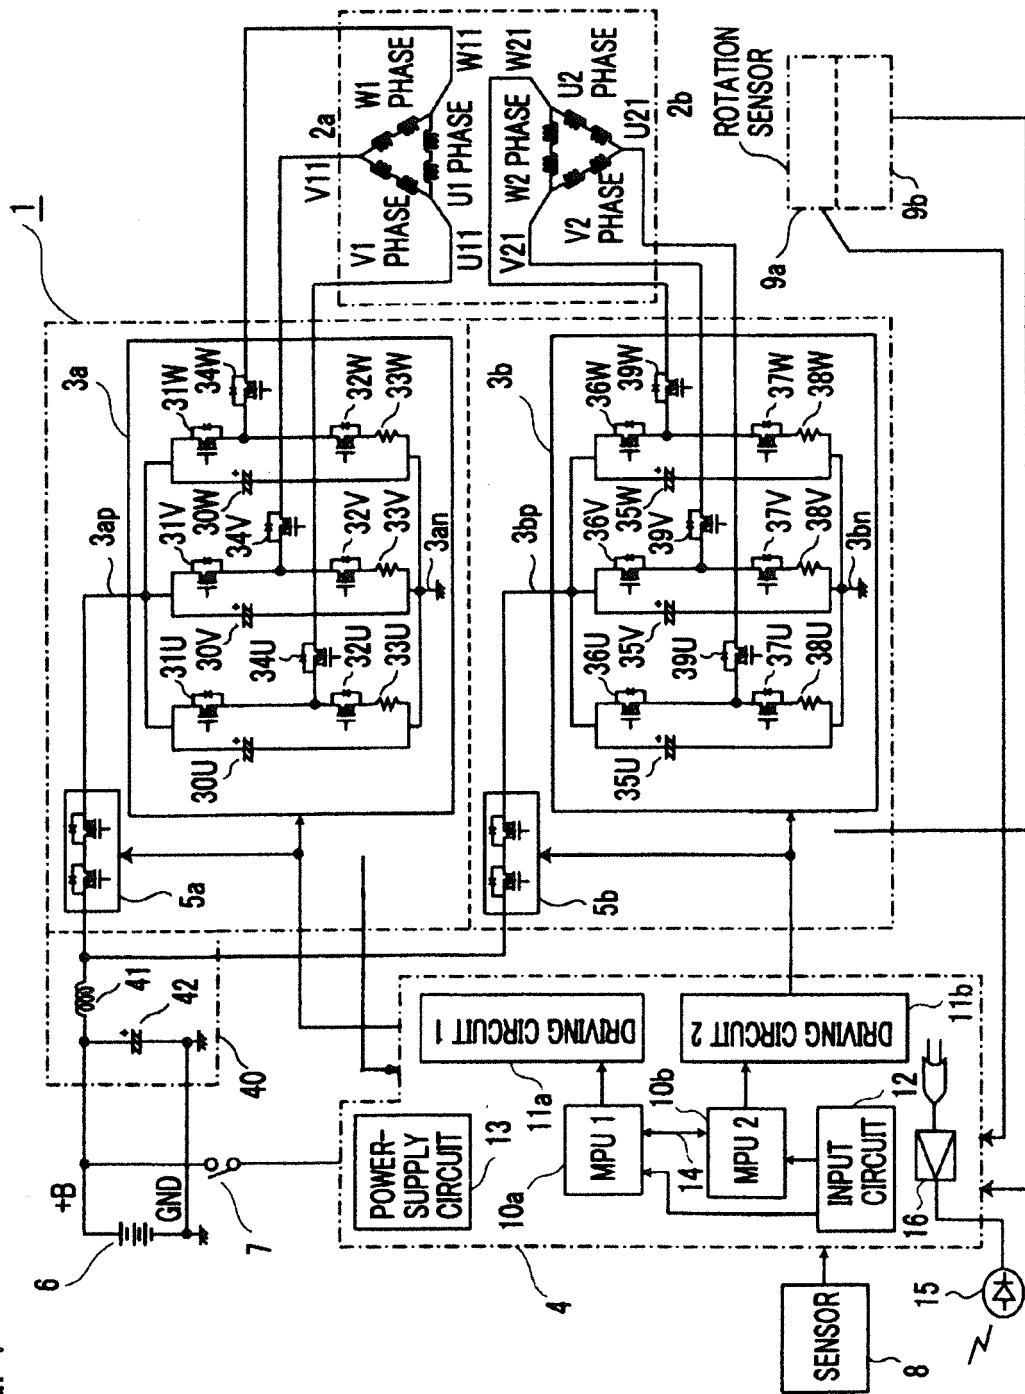 1
3a
3ap
31U
31V
31W
34W
30U
30V
30W
34U
34V
32U
32V
32W
33U
33V
33W
3an
5a
41
42
40
+B
GND
6
7
2a
V11
W1 PHASE
V1 PHASE
U1 PHASE
U11
W11
W21
U2 PHASE
W2 PHASE
V2 PHASE
V21
U21
2b
3b
3bp
36U
36V
36W
39W
35U
35V
35W
39U
39V
37U
37V
37W
38U
38V
38W
3bn
5b
ROTATION
SENSOR
9a
9b
POWER-
SUPPLY
CIRCUIT
13
DRIVING CIRCUIT 1
11a
DRIVING CIRCUIT 2
11b
MPU 1
10a
MPU 2
10b
14
INPUT
CIRCUIT
12
16
15
4
SENSOR
8